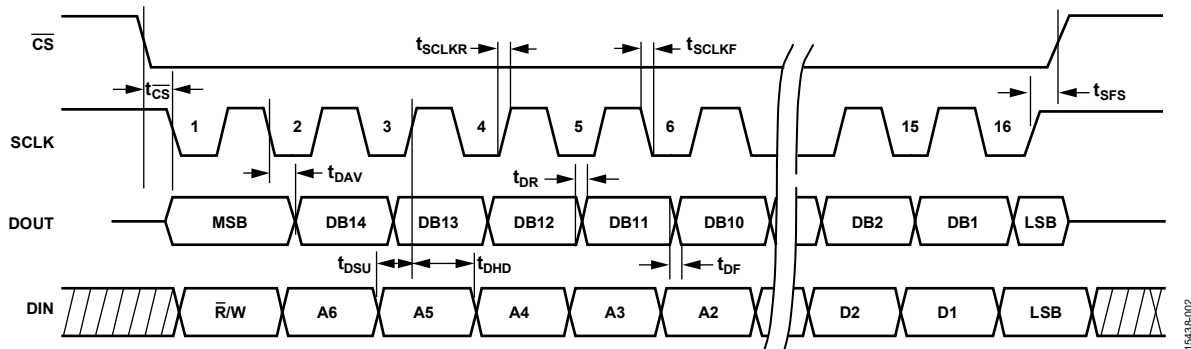 CS
tSCLKR
tSCLKF
tCS
tSFS
SCLK
1 2 3 4 5 6 15 16
tDAV
tDR
DOUT
MSB DB14 DB13 DB12 DB11 DB10 DB2 DB1 LSB
tDSU
tDHD
tDF
DIN
R/W A6 A5 A4 A3 A2 D2 D1 LSB
15438-002